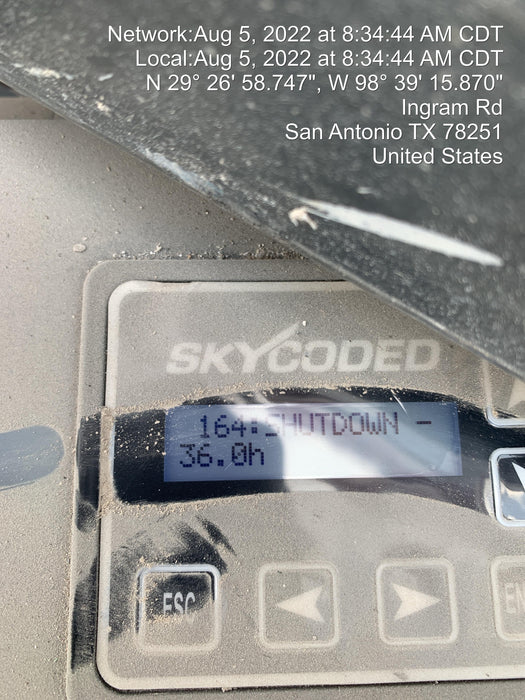 Network:Aug 5, 2022 at 8:34:44 AM CDT
Local:Aug 5, 2022 at 8:34:44 AM CDT
N 29° 26' 58.747", W 98° 39' 15.870"
Ingram Rd
San Antonio TX 78251
United States
SKYCODED
164:SHUTDOWN -
36.0h
ESC